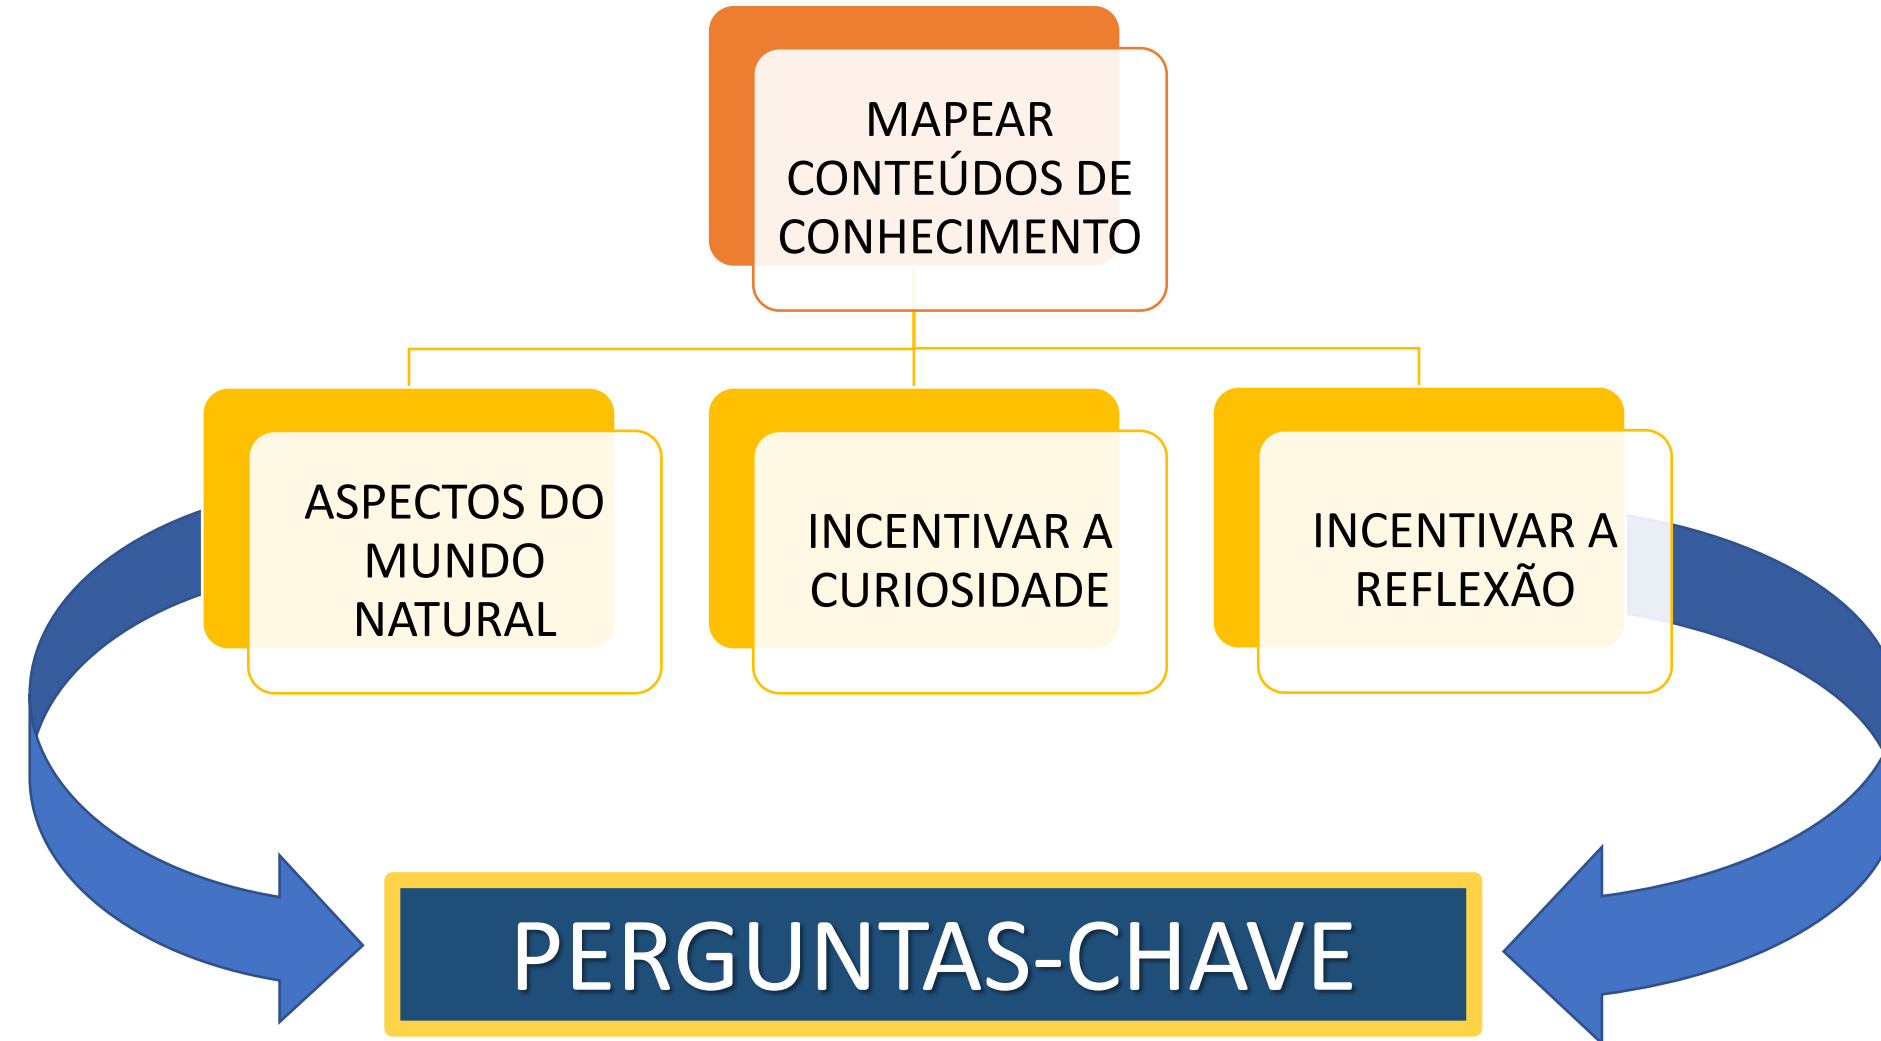 MAPEAR
CONTEÚDOS DE
CONHECIMENTO
ASPECTOS DO
MUNDO
NATURAL
INCENTIVAR A
CURIOSIDADE
INCENTIVAR A
REFLEXÃO
PERGUNTAS-CHAVE